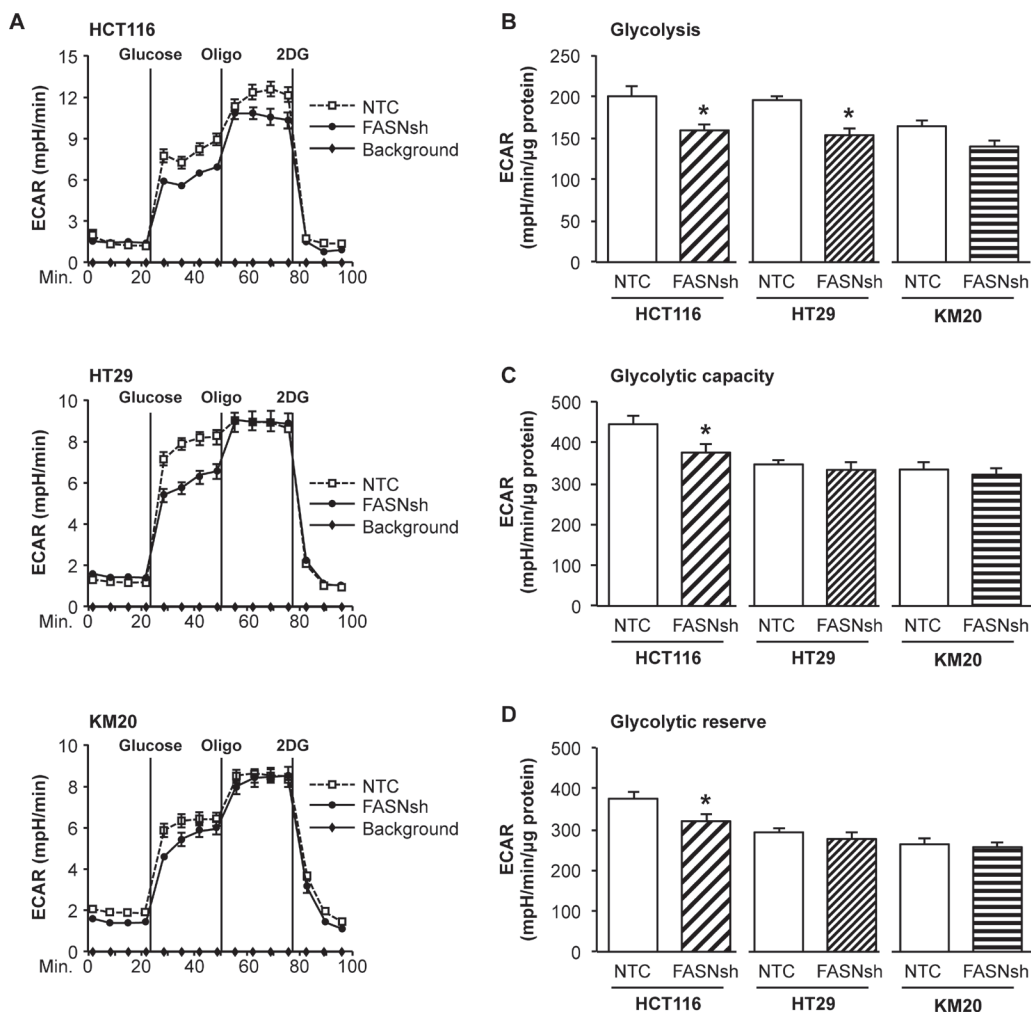 A
HCT116
Glucose Oligo 2DG
ECAR (mpH/min)
15
12
9
6
3
0
Min. 0 20 40 60 80 100
NTC
FASNsh
Background
HT29
Glucose Oligo 2DG
ECAR (mpH/min)
10
8
6
4
2
0
Min. 0 20 40 60 80 100
NTC
FASNsh
Background
KM20
Glucose Oligo 2DG
ECAR (mpH/min)
10
8
6
4
2
0
Min. 0 20 40 60 80 100
NTC
FASNsh
Background
B Glycolysis
ECAR
(mpH/min/µg protein)
250
200
150
100
50
0
* *
NTC FASNsh NTC FASNsh NTC FASNsh
HCT116 HT29 KM20
C Glycolytic capacity
ECAR
(mpH/min/µg protein)
500
400
300
200
100
0
*
NTC FASNsh NTC FASNsh NTC FASNsh
HCT116 HT29 KM20
D Glycolytic reserve
ECAR
(mpH/min/µg protein)
500
400
300
200
100
0
*
NTC FASNsh NTC FASNsh NTC FASNsh
HCT116 HT29 KM20